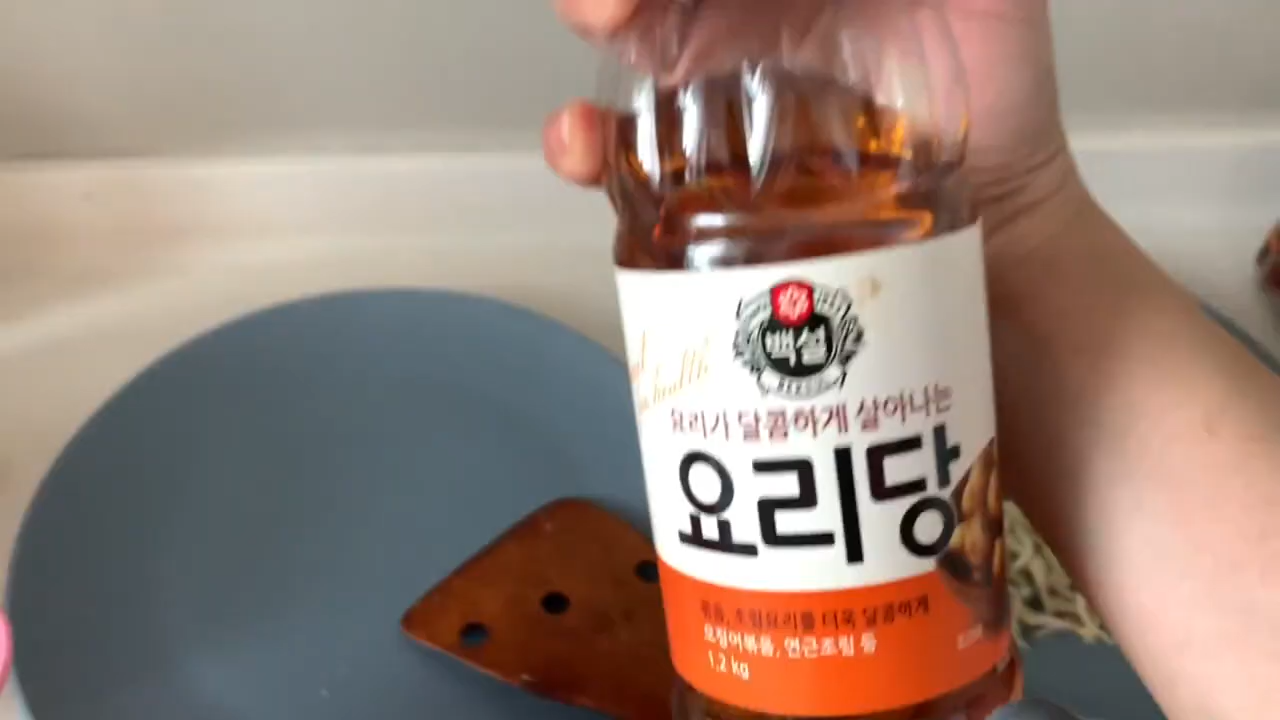 백설
요리가 달콤하게 살아나는
요리당
볶음, 조림요리를 더욱 달콤하게
오징어볶음, 연근조림 등
1.2 kg